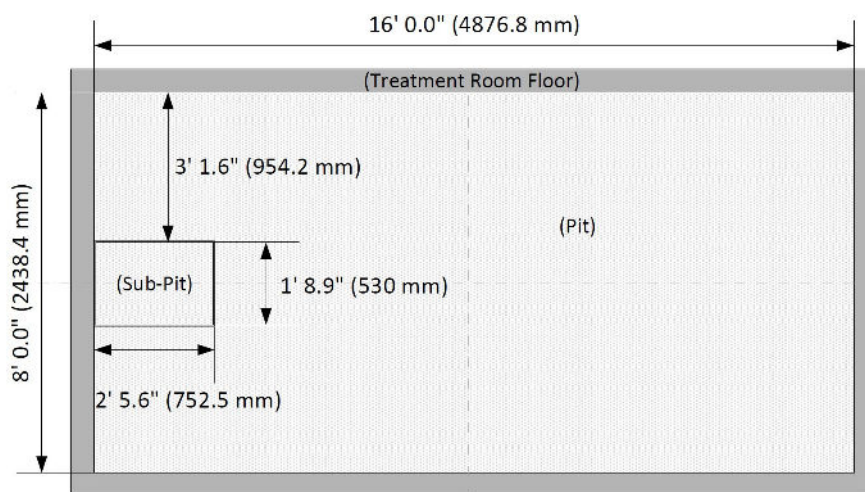 16' 0.0" (4876.8 mm)
(Treatment Room Floor)
3' 1.6" (954.2 mm)
(Pit)
8' 0.0" (2438.4 mm)
(Sub-Pit)
1' 8.9" (530 mm)
2' 5.6" (752.5 mm)